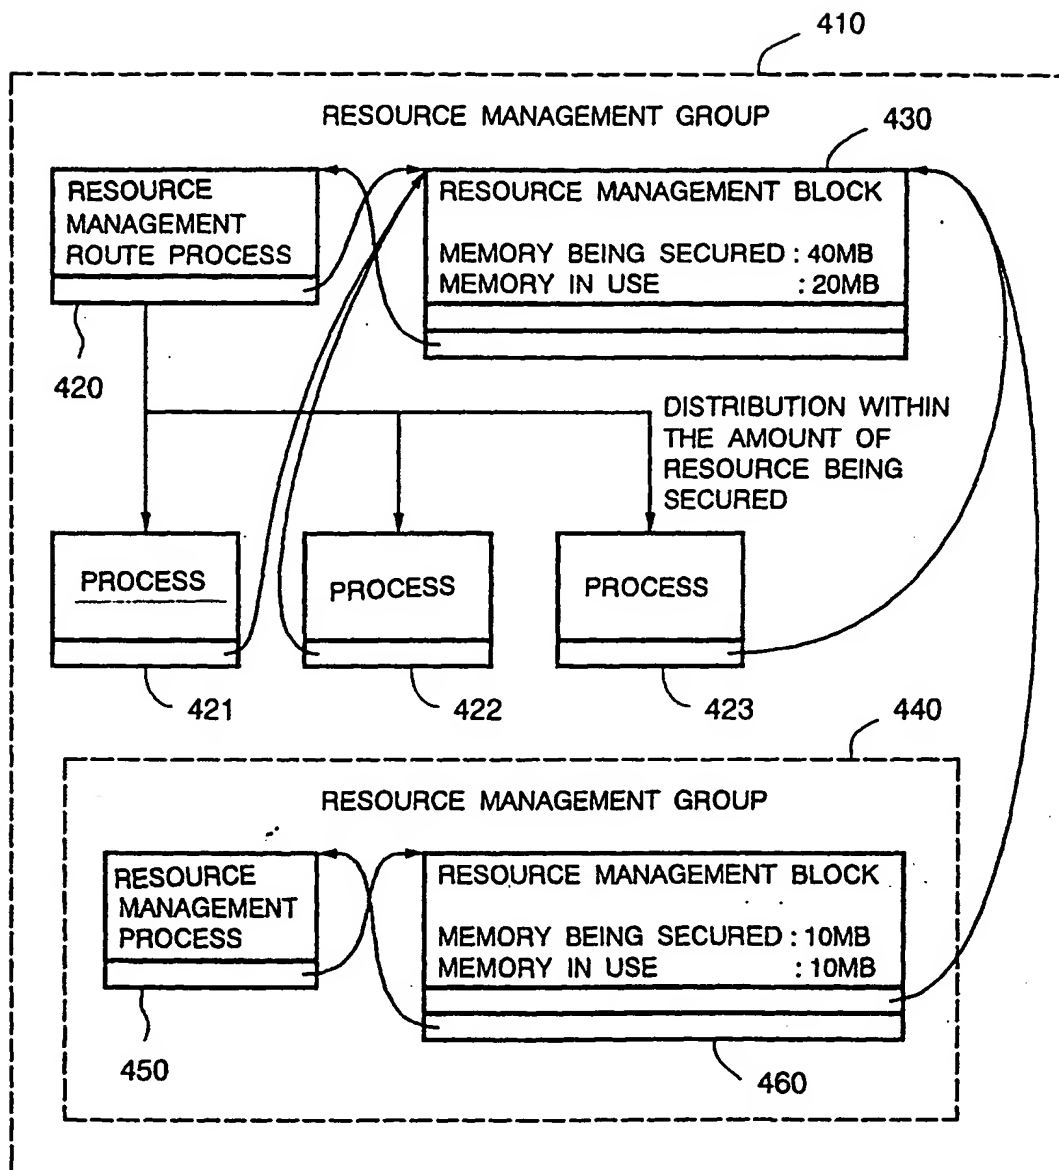 410
RESOURCE MANAGEMENT GROUP
430
RESOURCE
MANAGEMENT
ROUTE PROCESS
RESOURCE MANAGEMENT BLOCK
MEMORY BEING SECURED : 40MB
MEMORY IN USE : 20MB
420
DISTRIBUTION WITHIN
THE AMOUNT OF
RESOURCE BEING
SECURED
PROCESS
PROCESS
PROCESS
421
422
423
440
RESOURCE MANAGEMENT GROUP
RESOURCE
MANAGEMENT
PROCESS
RESOURCE MANAGEMENT BLOCK
MEMORY BEING SECURED : 10MB
MEMORY IN USE : 10MB
450
460